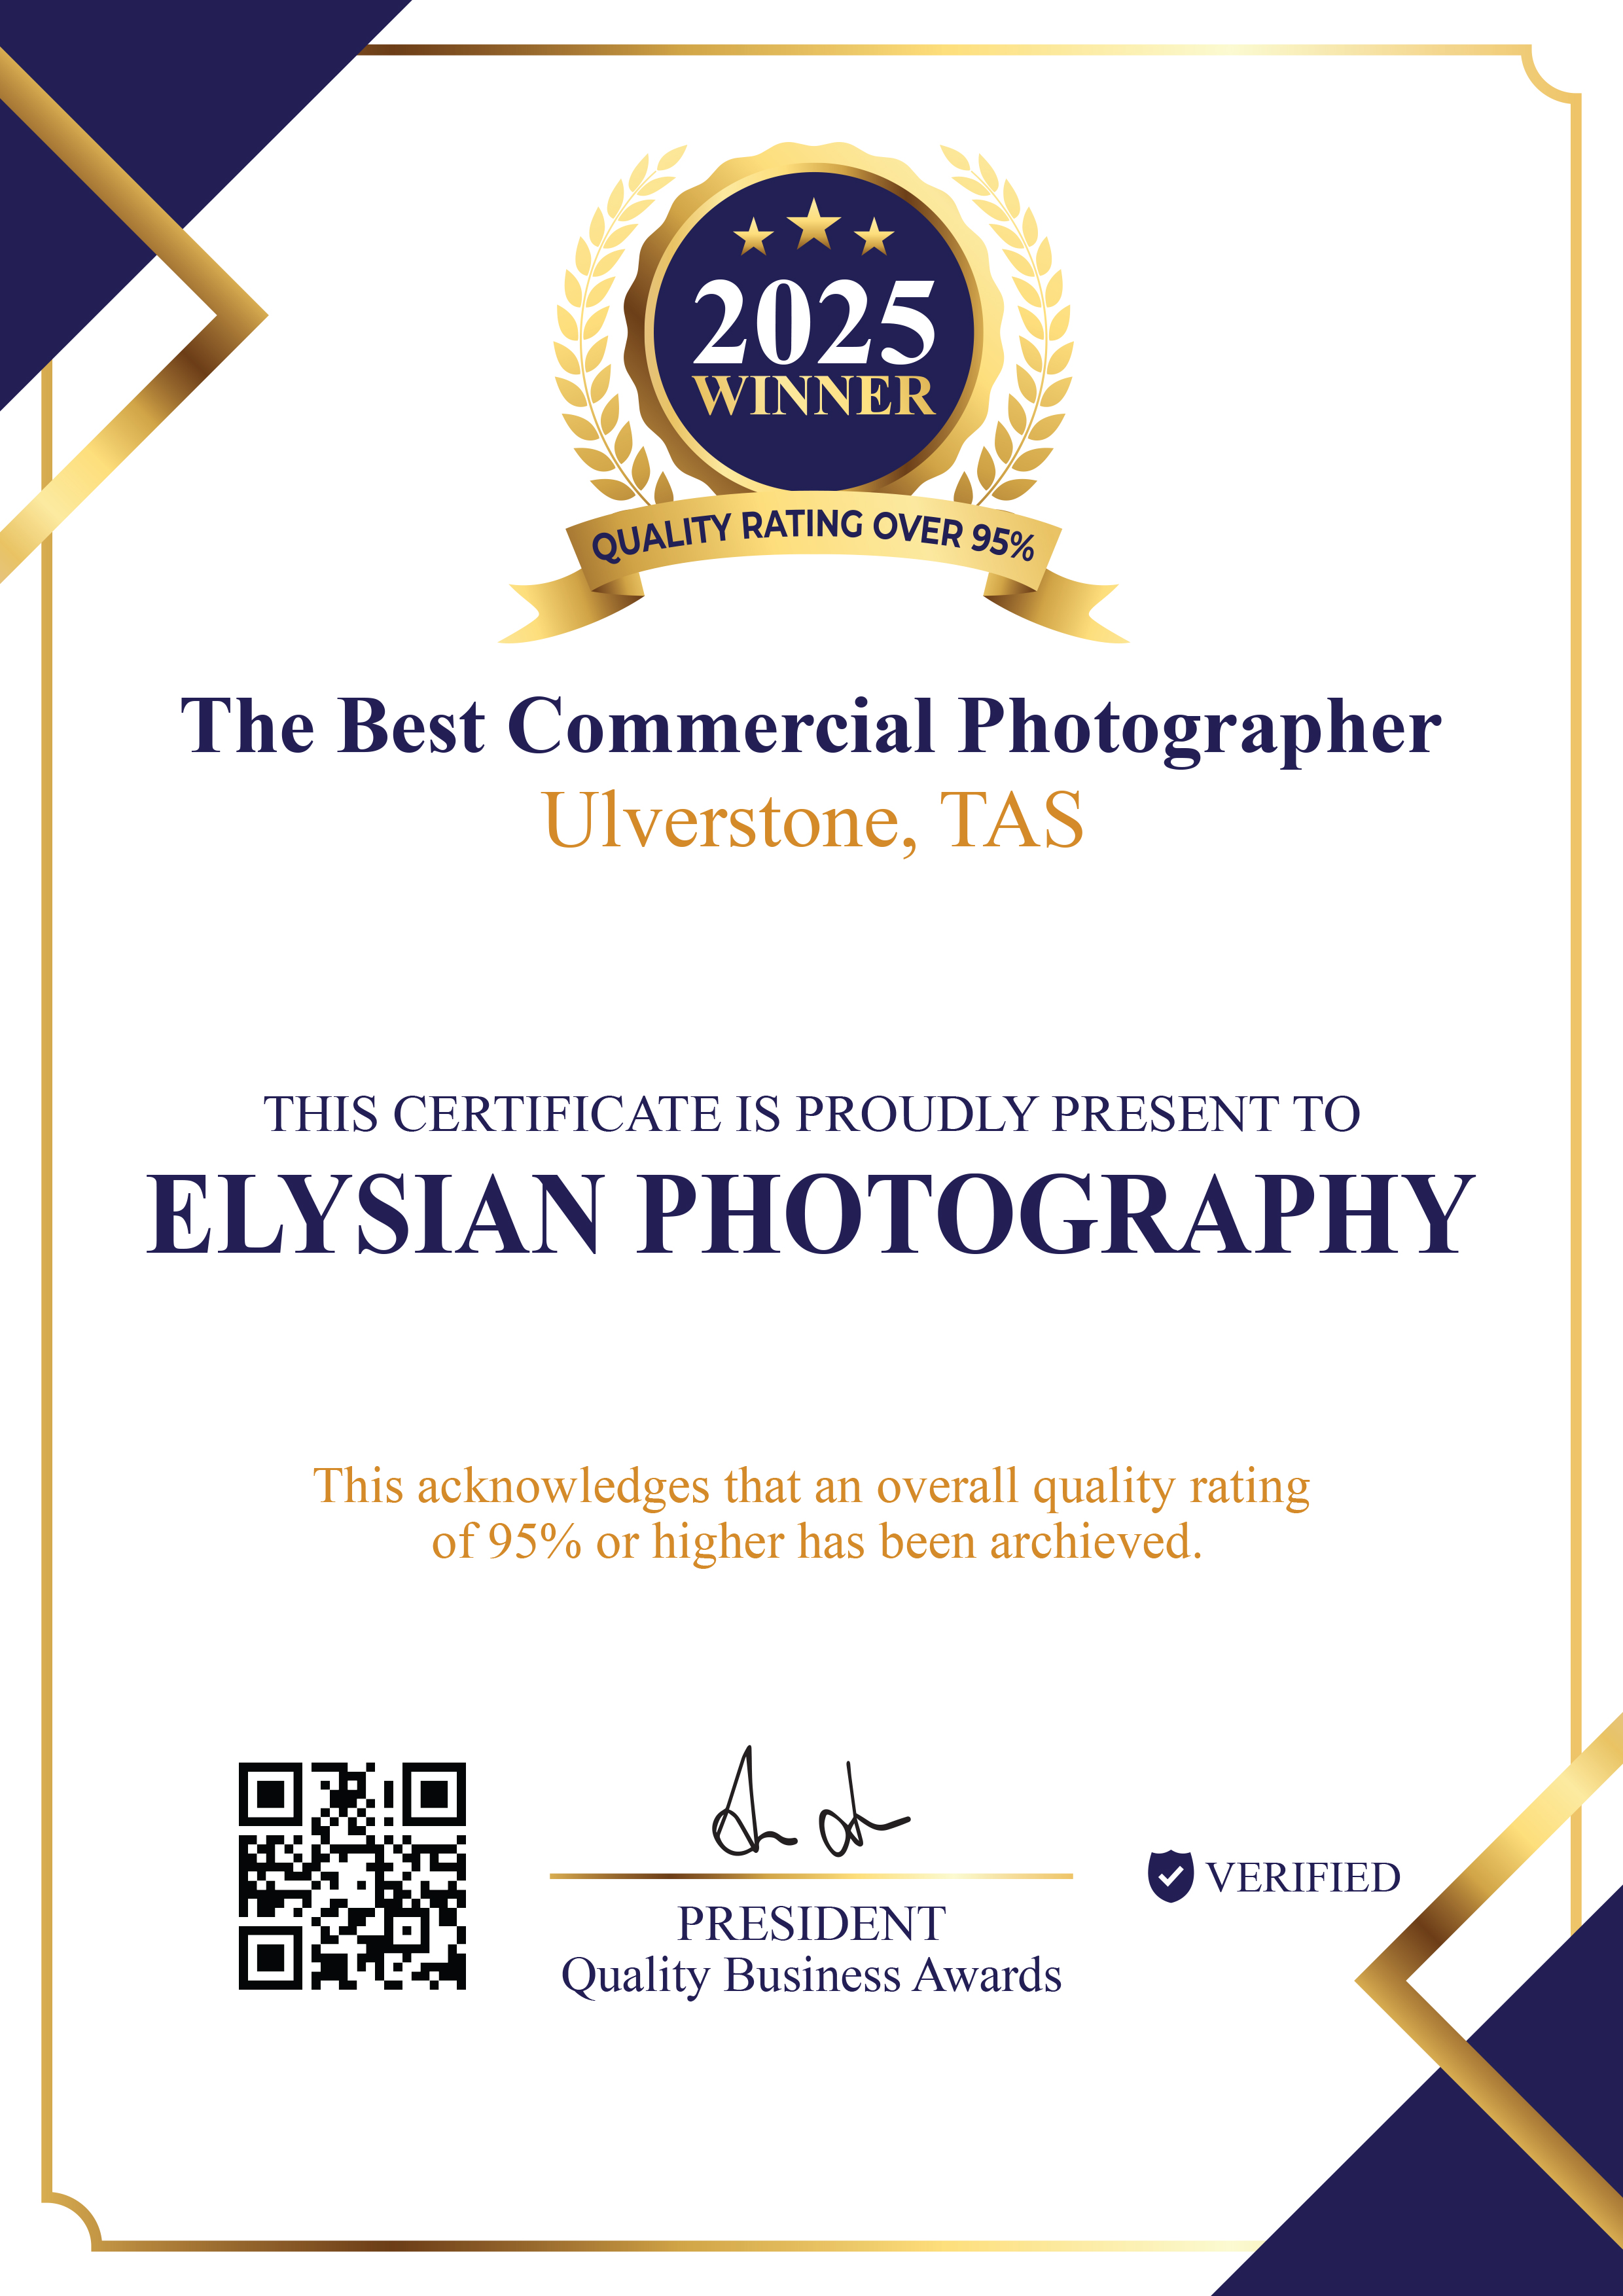 2025
WINNER
QUALITY RATING OVER 95%
The Best Commercial Photographer
Ulverstone, TAS
THIS CERTIFICATE IS PROUDLY PRESENT TO
ELYSIAN PHOTOGRAPHY
This acknowledges that an overall quality rating
of 95% or higher has been archieved.
PRESIDENT
Quality Business Awards
VERIFIED